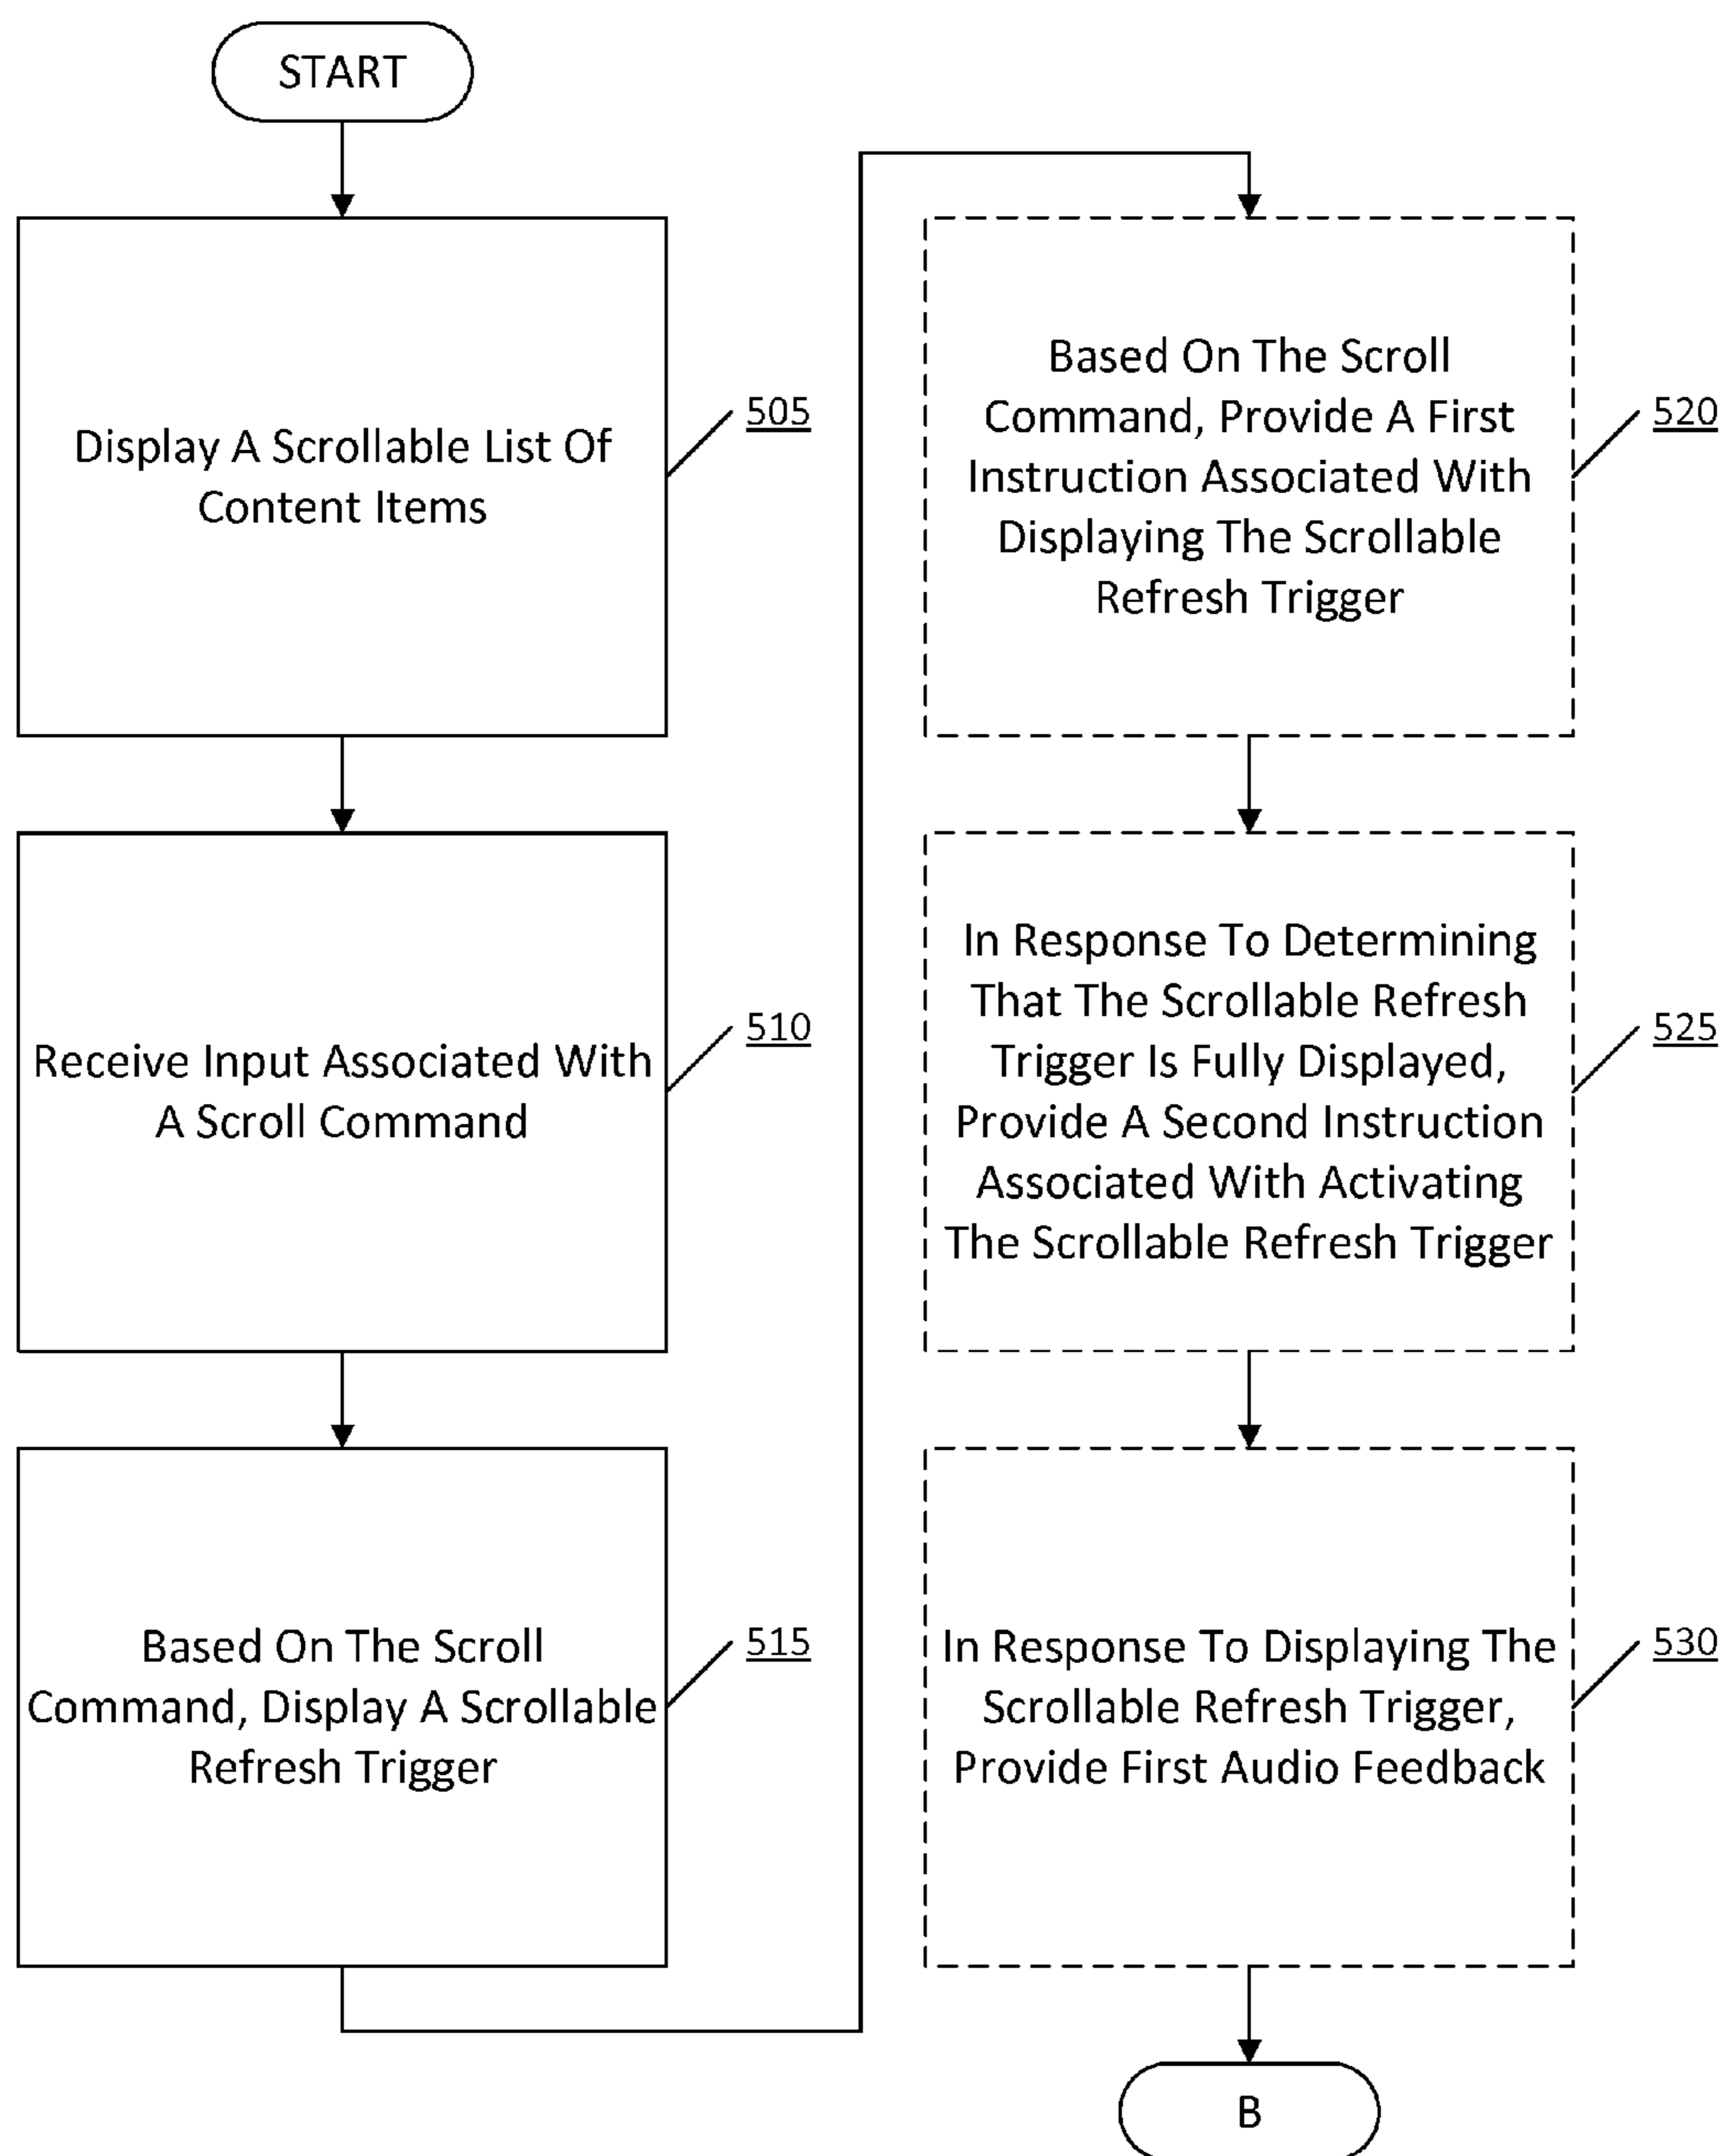 START
Display A Scrollable List Of
Content Items
505
Receive Input Associated With
A Scroll Command
510
Based On The Scroll
Command, Display A Scrollable
Refresh Trigger
515
Based On The Scroll
Command, Provide A First
Instruction Associated With
Displaying The Scrollable
Refresh Trigger
520
In Response To Determining
That The Scrollable Refresh
Trigger Is Fully Displayed,
Provide A Second Instruction
Associated With Activating
The Scrollable Refresh Trigger
525
In Response To Displaying The
Scrollable Refresh Trigger,
Provide First Audio Feedback
530
B